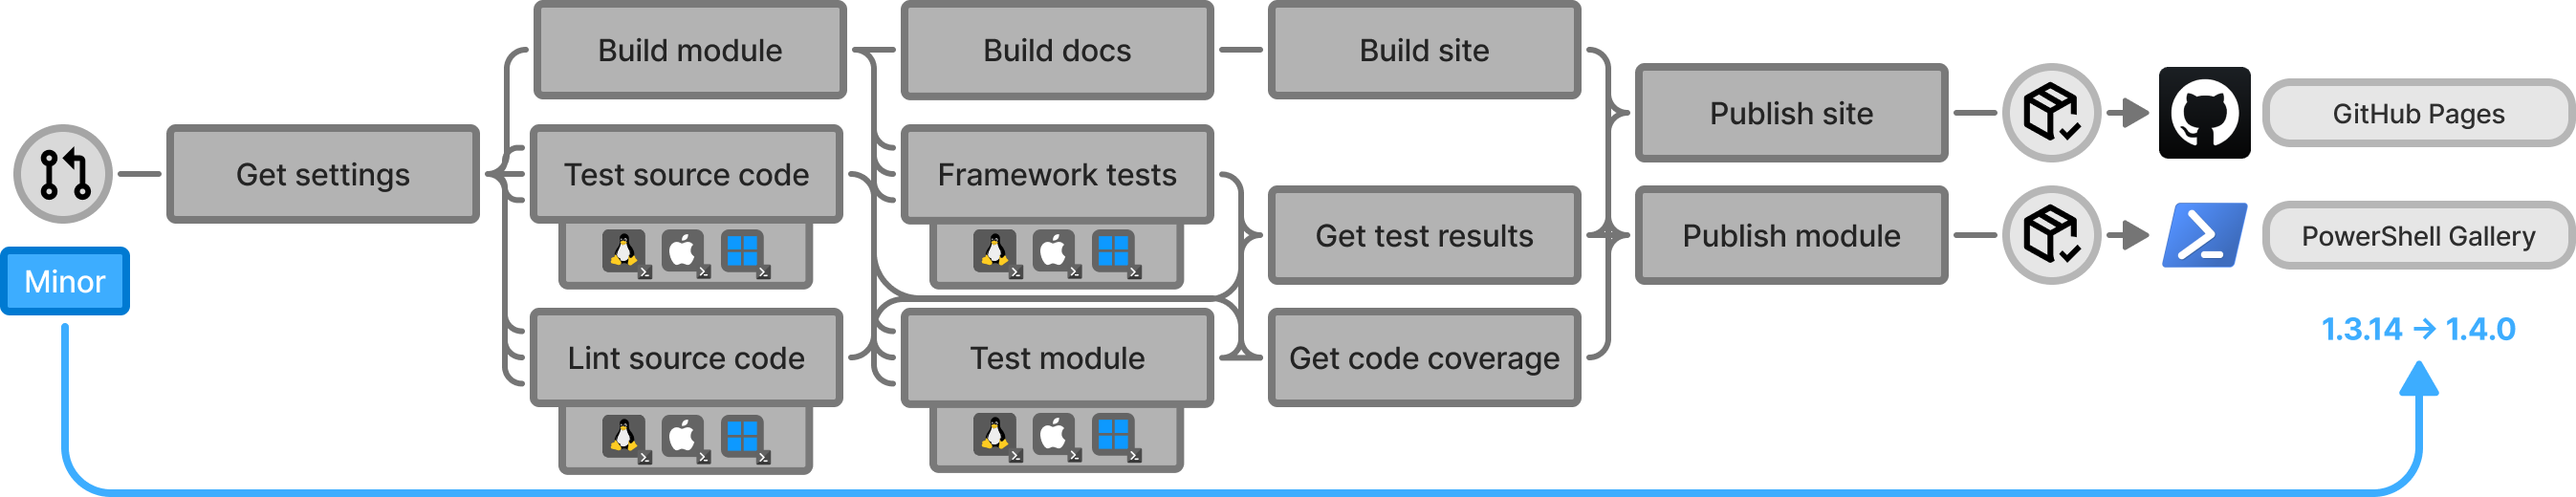 Build module
Build docs
Build site
Publish site
GitHub Pages
Get settings
Test source code
Framework tests
Get test results
Publish module
PowerShell Gallery
Minor
Lint source code
Test module
Get code coverage
1.3.14 → 1.4.0